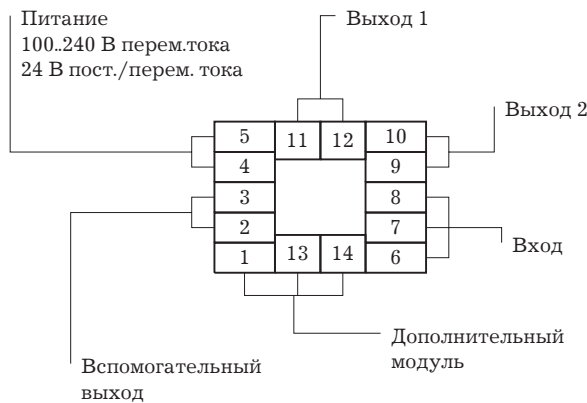 Питание
100..240 В перем.тока
24 В пост./перем. тока
Выход 1
Выход 2
5 11 12 10
4 9
3 8
2 7
1 13 14 6
Вход
Дополнительный
модуль
Вспомогательный
выход